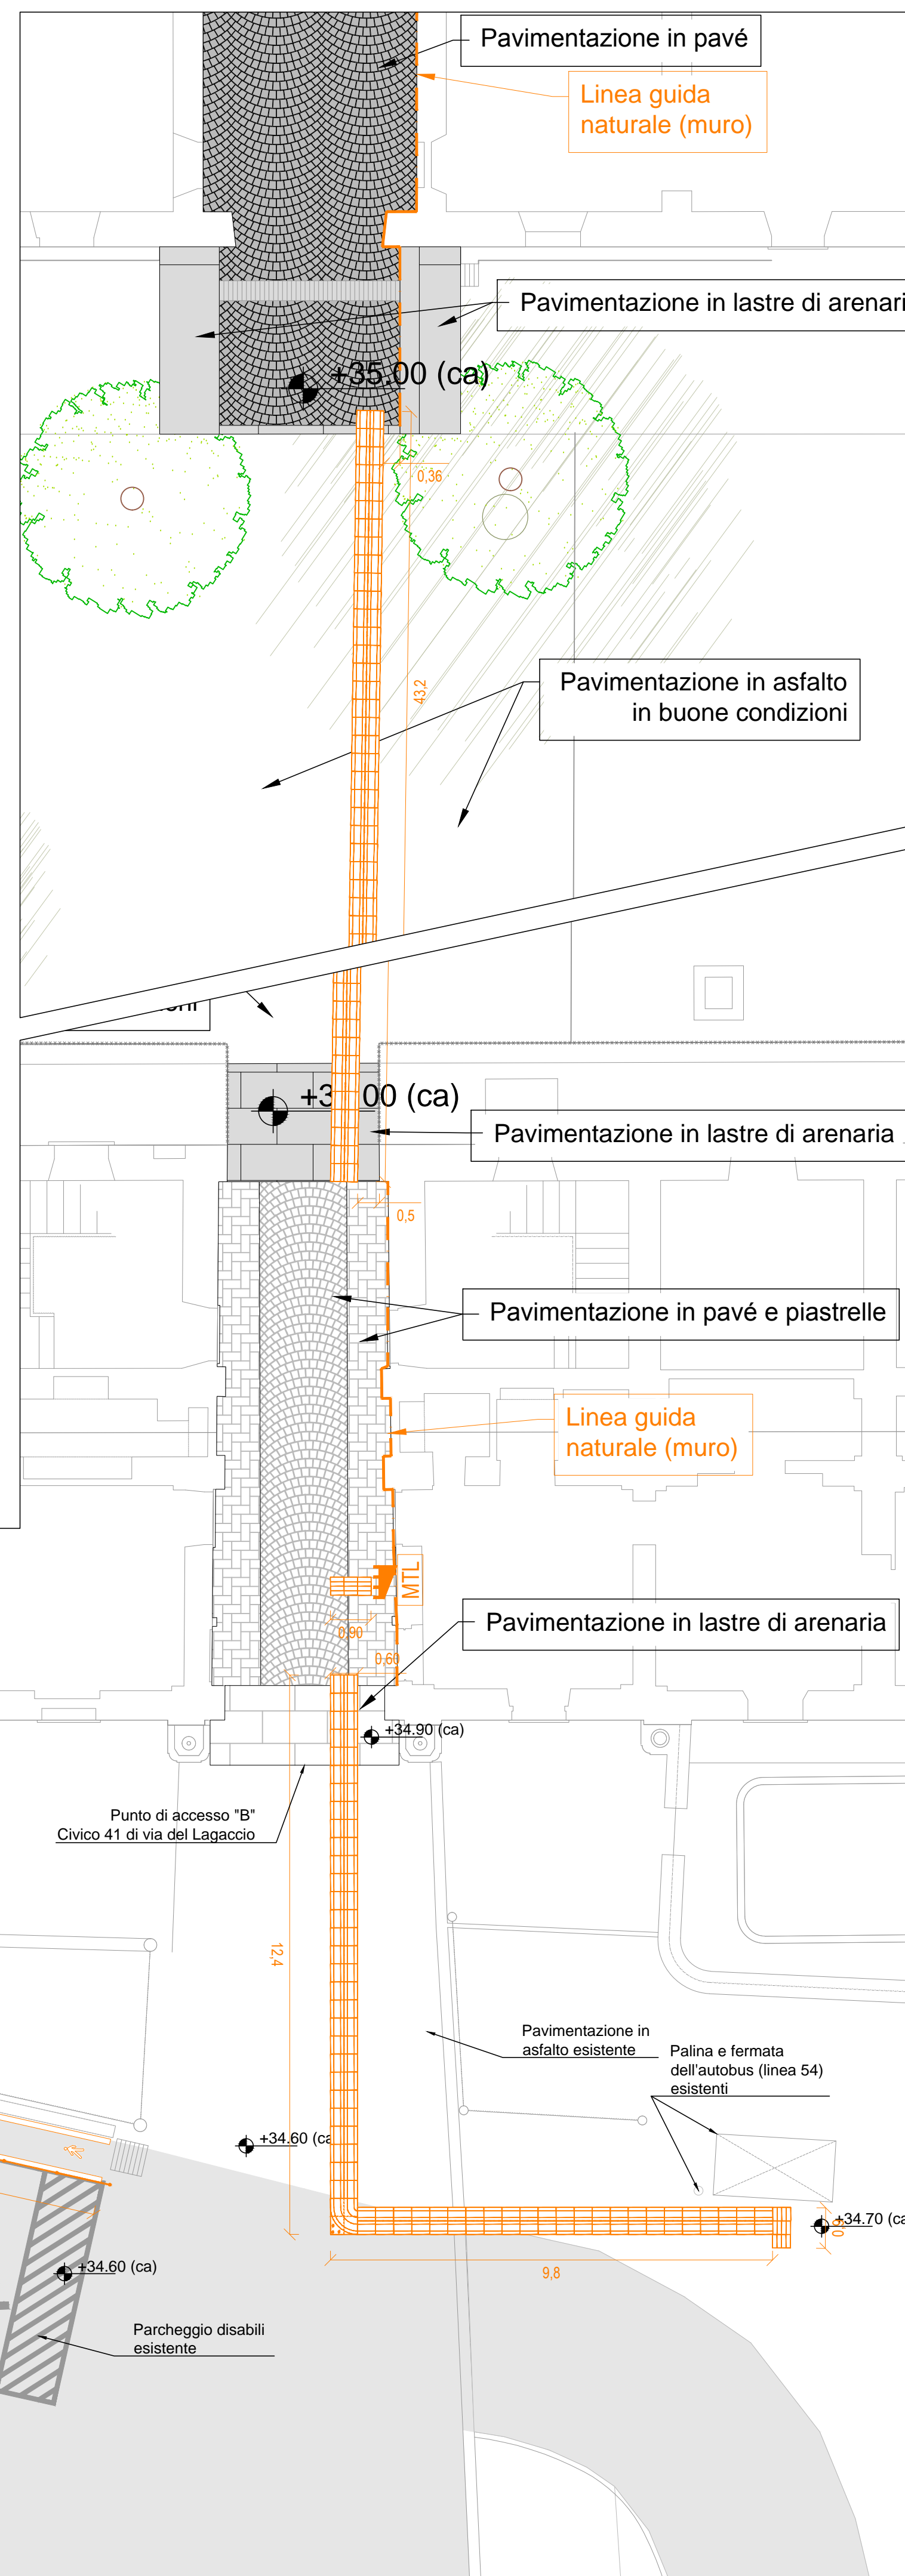 Pavimentazione in pavé
Linea guida
naturale (muro)
Pavimentazione in lastre di arenari
+35.00 (ca)
0,36
43,2
Pavimentazione in asfalto
in buone condizioni
00 (ca)
Pavimentazione in lastre di arenaria
0,5
Pavimentazione in pavé e piastrelle
Linea guida
naturale (muro)
MTL
0,90
Pavimentazione in lastre di arenaria
0,60
+34.90 (ca)
Punto di accesso "B"
Civico 41 di via del Lagaccio
12,4
Pavimentazione in
asfalto esistente
Palina e fermata
dell'autobus (linea 54)
esistenti
+34.60 (ca
+34.70 (ca
+34.60 (ca)
9,8
Parcheggio disabili
esistente